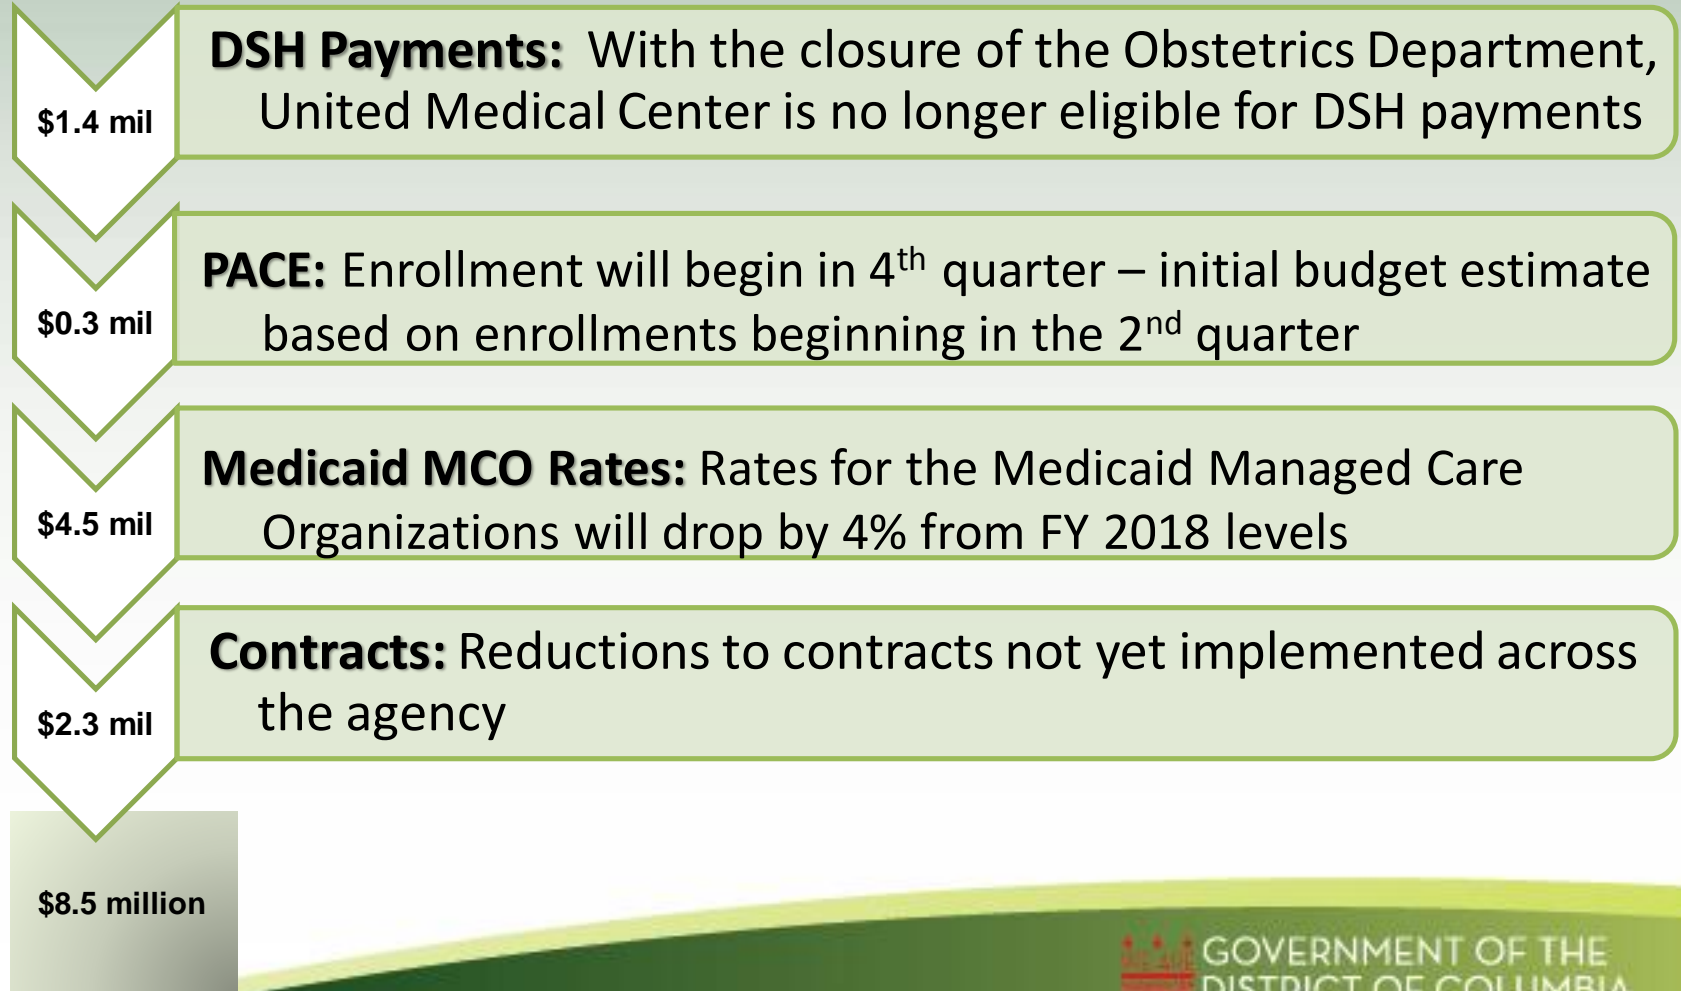 $1.4 mil
DSH Payments: With the closure of the Obstetrics Department,
United Medical Center is no longer eligible for DSH payments
$0.3 mil
PACE: Enrollment will begin in 4th quarter – initial budget estimate
based on enrollments beginning in the 2nd quarter
$4.5 mil
Medicaid MCO Rates: Rates for the Medicaid Managed Care
Organizations will drop by 4% from FY 2018 levels
$2.3 mil
Contracts: Reductions to contracts not yet implemented across
the agency
$8.5 million
GOVERNMENT OF THE
DISTRICT OF COLUMBIA